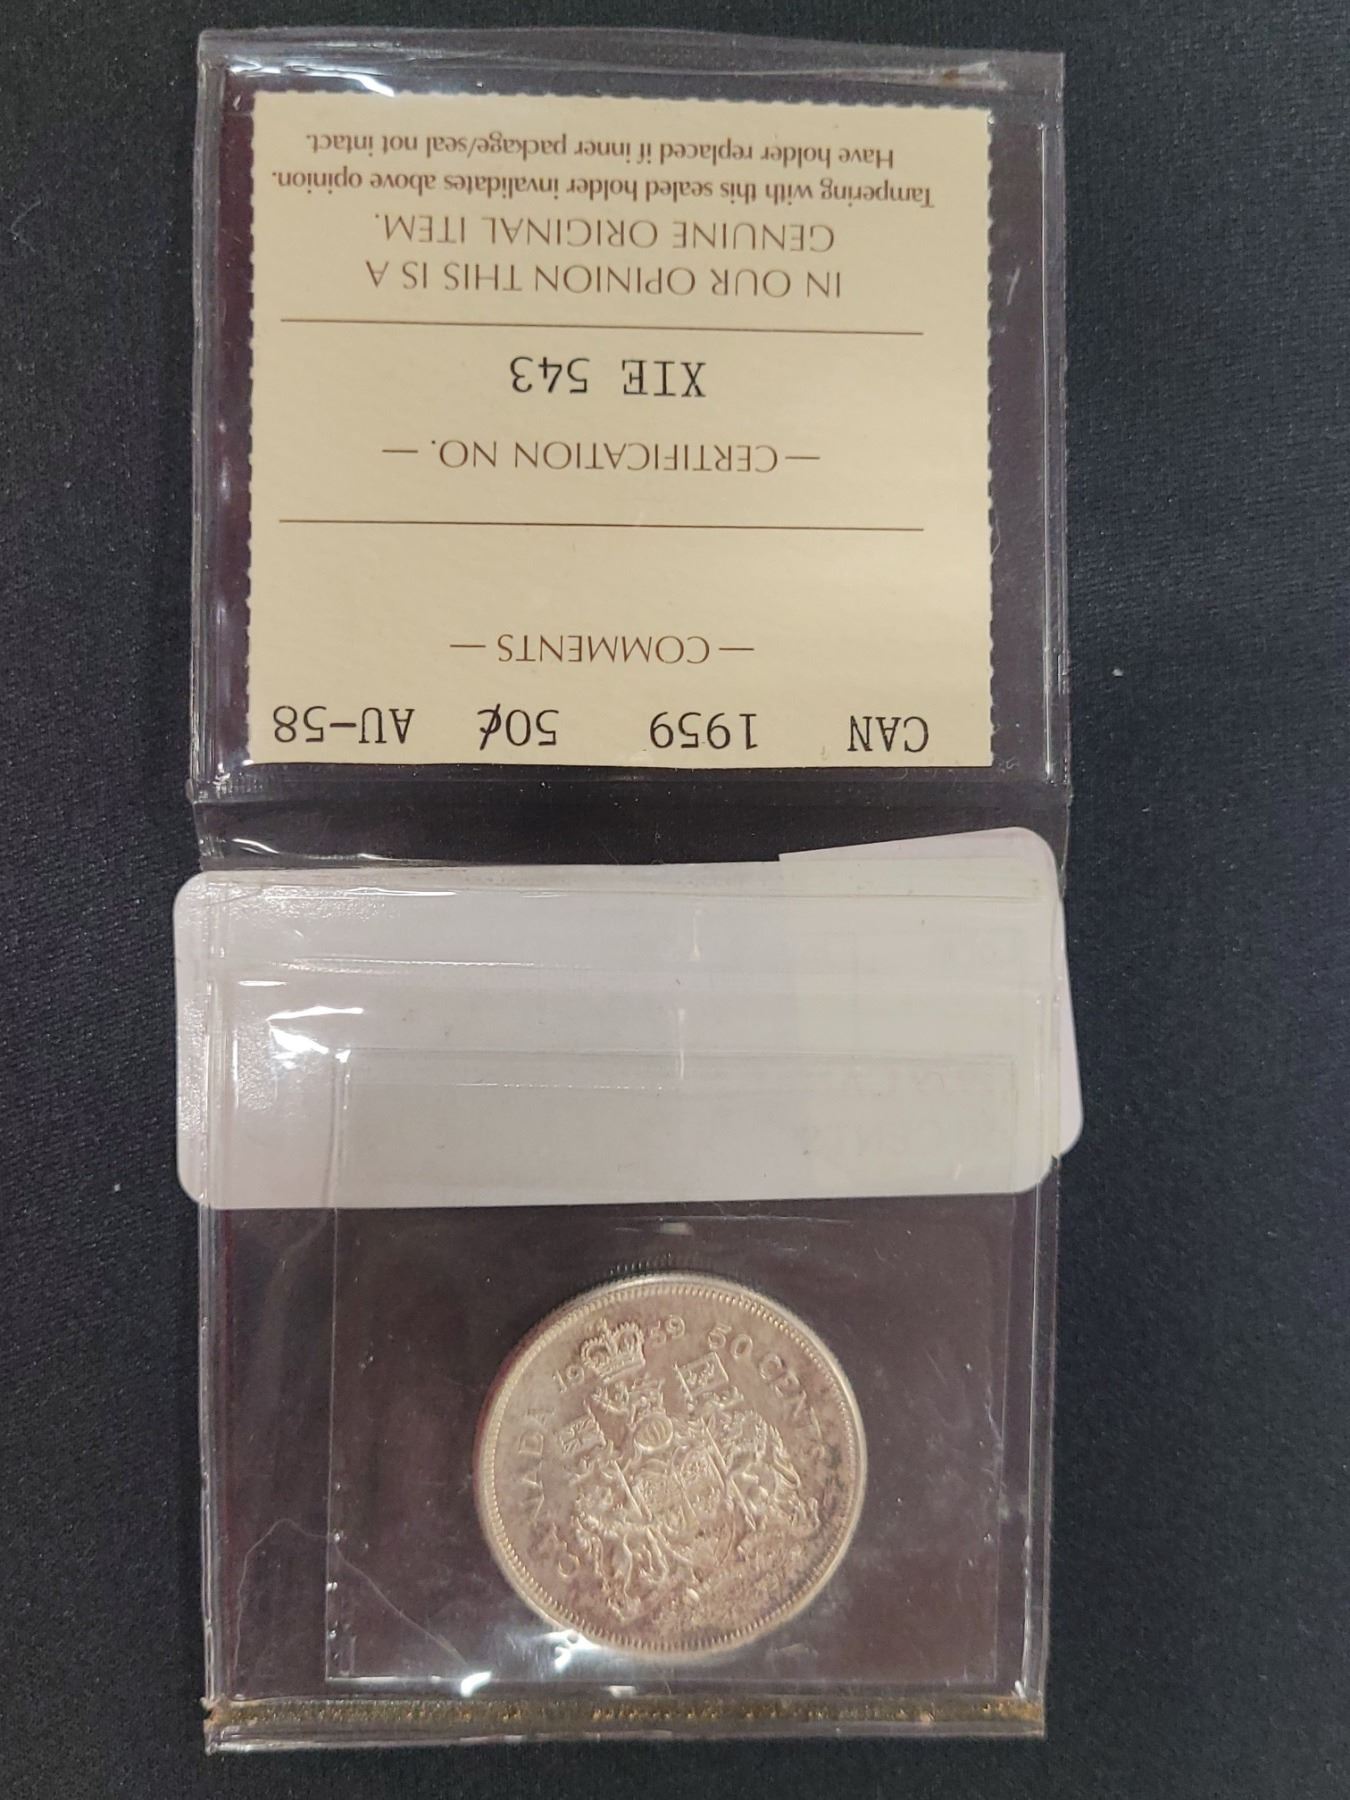 CAN 1959 50¢ AU-58
— COMMENTS —
— CERTIFICATION NO. —
XIE 543
IN OUR OPINION THIS IS A
GENUINE ORIGINAL ITEM.
Tampering with this sealed holder invalidates above opinion.
Have holder replaced if inner package/seal not intact.
CENTS
CANADA 1959 50 CENTS